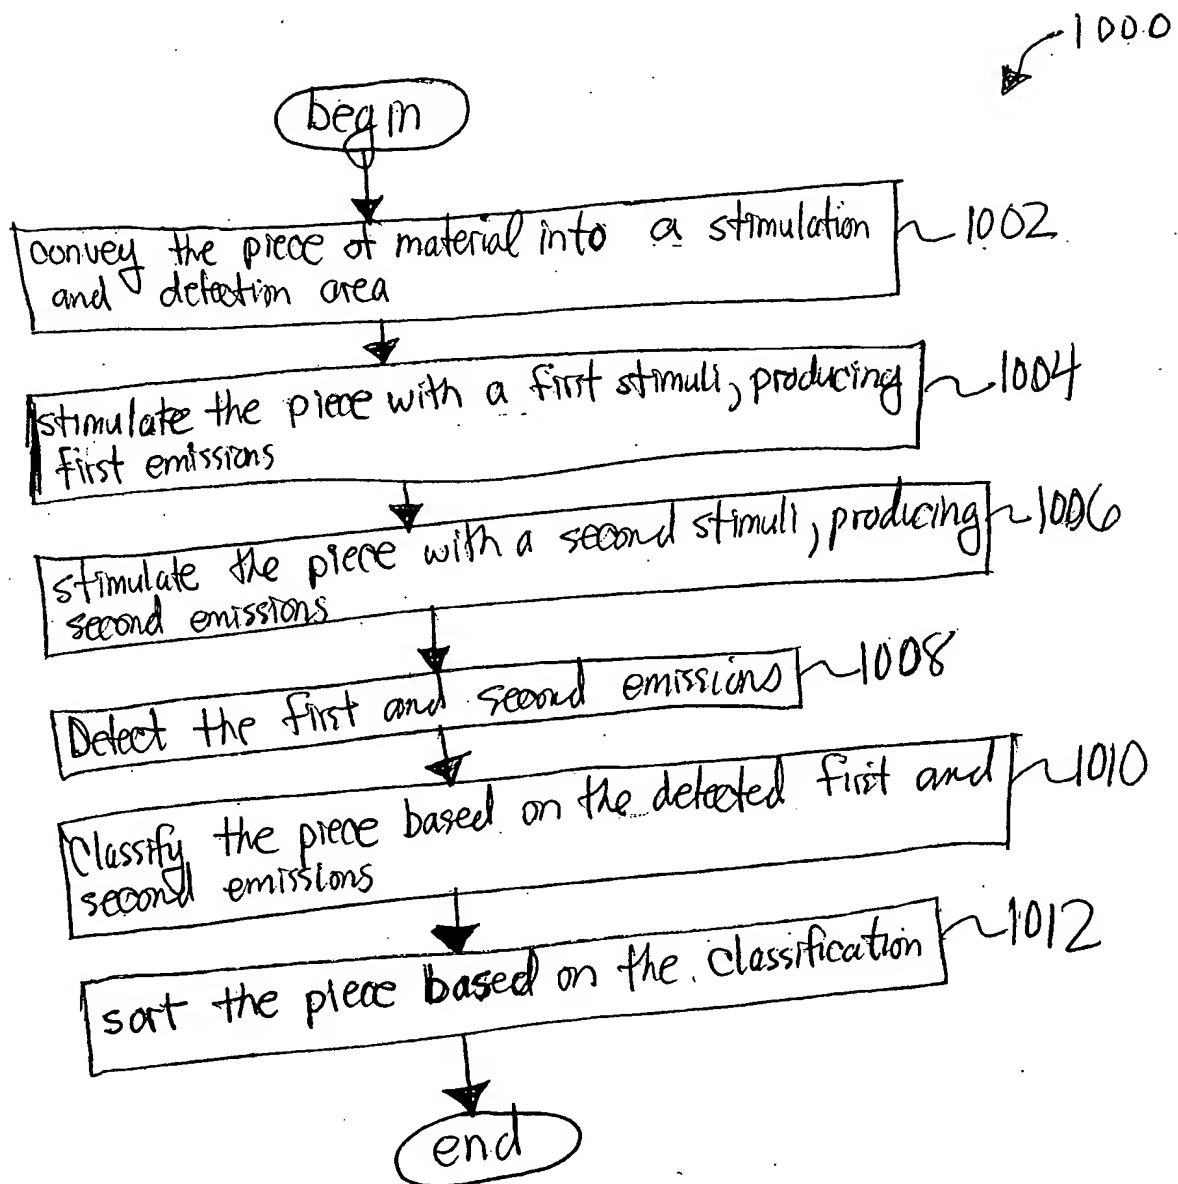 1000
begin
convey the piece of material into a stimulation
and detection area
1002
stimulate the piece with a first stimuli, producing
first emissions
1004
stimulate the piece with a second stimuli, producing
second emissions
1006
Detect the first and second emissions
1008
Classify the piece based on the detected first and
second emissions
1010
sort the piece based on the classification
1012
end